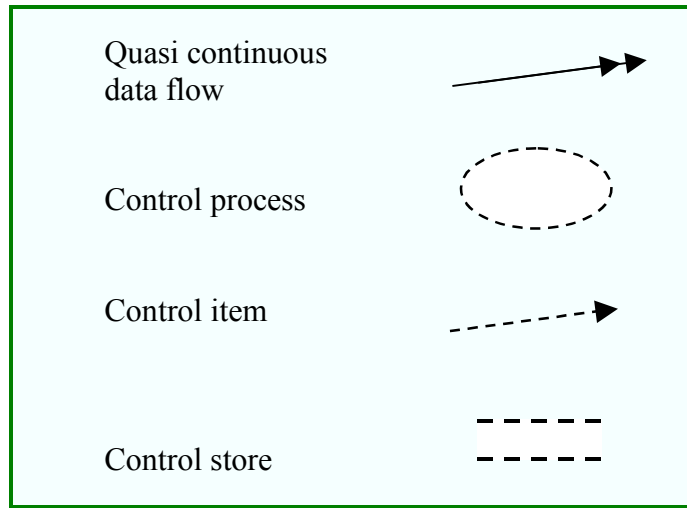 Quasi continuous
data flow
Control process
Control item
Control store